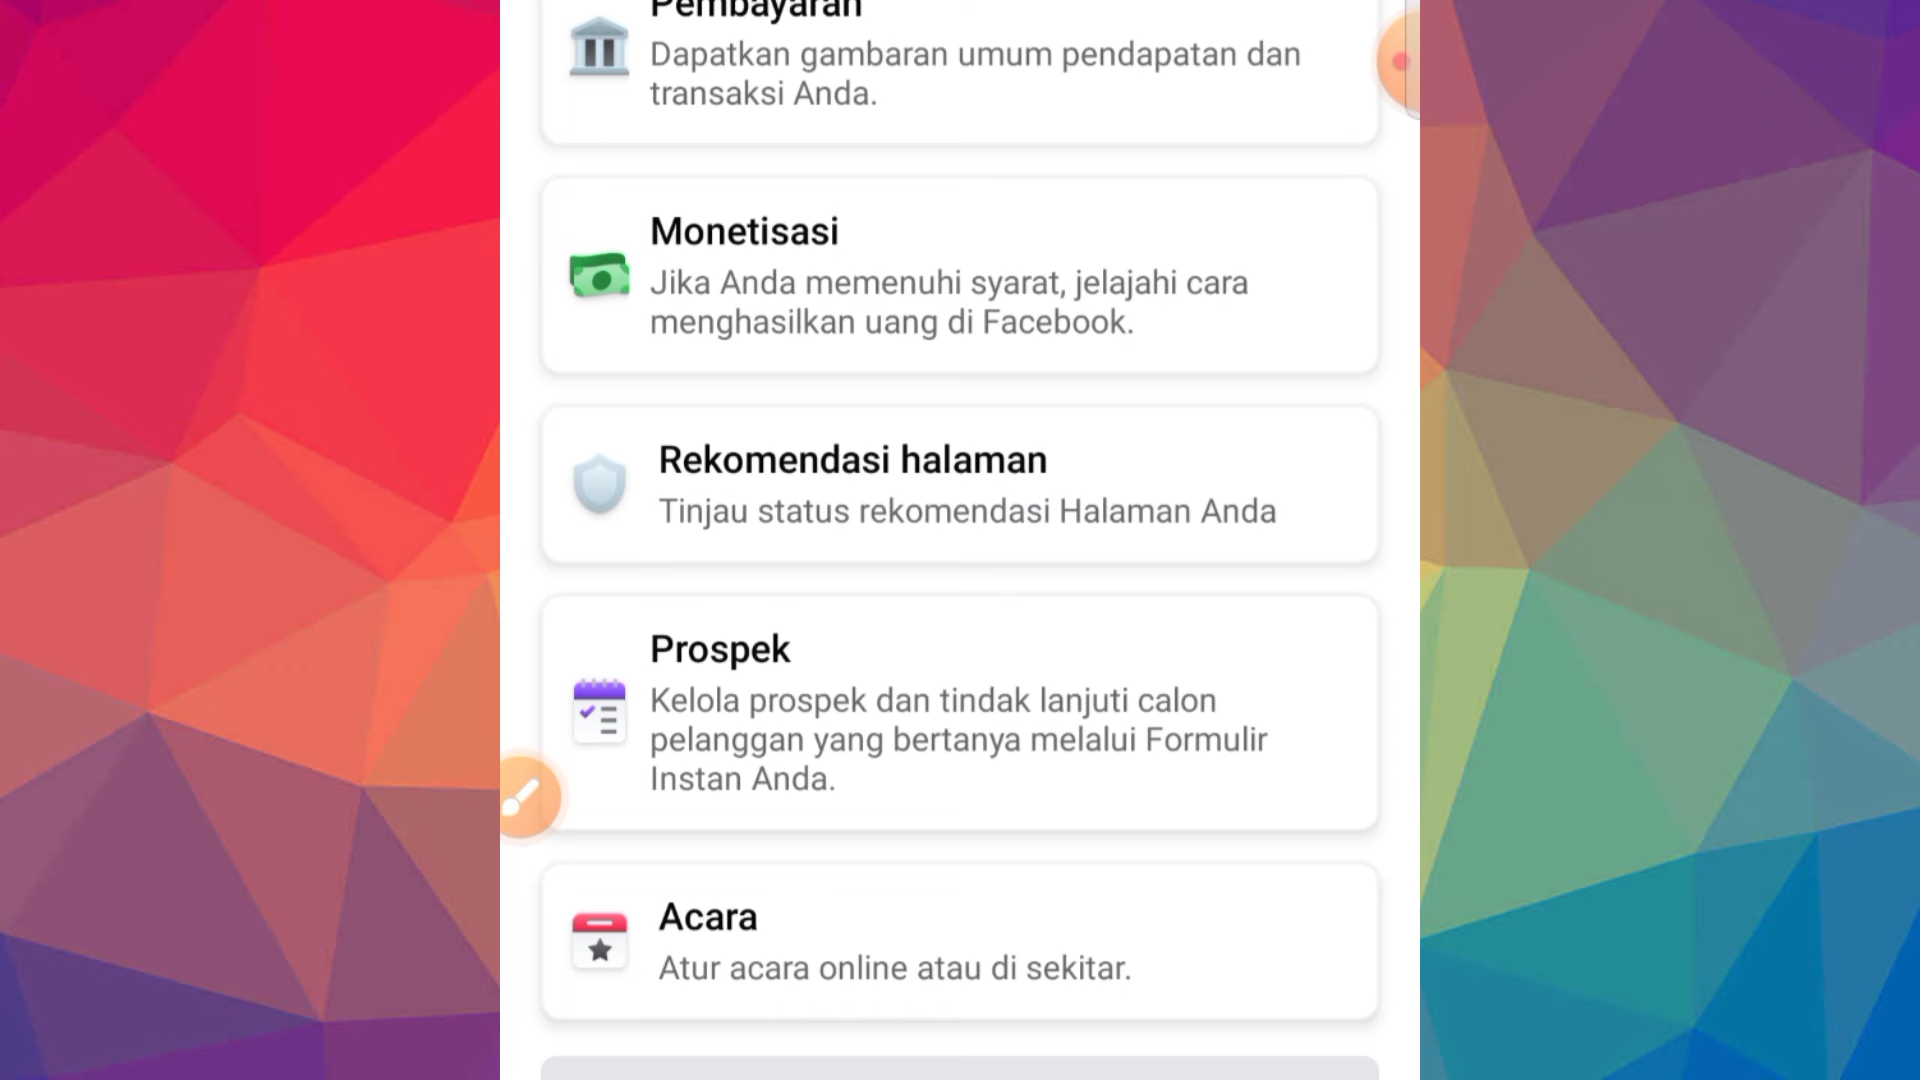 Pembayaran
Dapatkan gambaran umum pendapatan dan
transaksi Anda.
Monetisasi
Jika Anda memenuhi syarat, jelajahi cara
menghasilkan uang di Facebook.
Rekomendasi halaman
Tinjau status rekomendasi Halaman Anda
Prospek
Kelola prospek dan tindak lanjuti calon
pelanggan yang bertanya melalui Formulir
Instan Anda.
Acara
Atur acara online atau di sekitar.